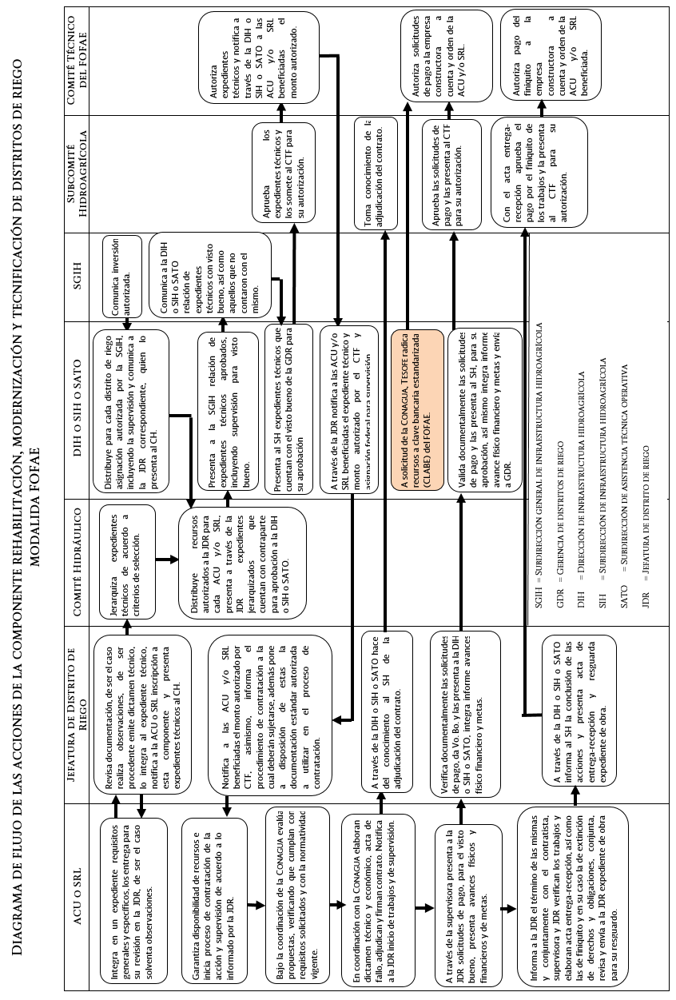 DIAGRAMA DE FLUJO DE LAS ACCIONES DE LA COMPONENTE REHABILITACIÓN, MODERNIZACIÓN Y TECNIFICACIÓN DE DISTRITOS DE RIEGO
MODALIDA FOFAE
ACU O SRL
JEFATURA DE DISTRITO DE
RIEGO
COMITÉ HIDRÁULICO
DIH O SIH O SATO
SGIH
SUBCOMITÉ
HIDROAGRÍCOLA
COMITÉ TÉCNICO
DEL FOFAE
Integra en un expediente requisitos
generales y específicos, los entrega para
su revisión en la JDR, de ser el caso
solventa observaciones.
Revisa documentación, de ser el caso
realiza observaciones, de ser
procedente emite dictamen técnico,
lo integra al expediente técnico,
notifica a la ACU o SRL inscripción a
esta componente y presenta
expedientes técnicos al CH.
Jerarquiza expedientes
técnicos de acuerdo a
criterios de selección.
Distribuye para cada distrito de riego
asignación autorizada por la SGIH,
incluyendo la supervisión y comunica a
la JDR correspondiente, quien lo
presenta al CH.
Comunica inversión
autorizada.
Distribuye recursos
autorizados a la JDR para
cada ACU y/o SRL,
presenta a través de la
JDR expedientes
jerarquizados que
cuentan con contraparte
para aprobación a la DIH
o SIH o SATO.
Presenta a la SGIH relación de
expedientes técnicos aprobados,
incluyendo supervisión para visto
bueno.
Comunica a la DIH
o SIH o SATO
relación de
expedientes
técnicos con visto
bueno, así como
aquellos que no
contaron con el
mismo.
Presenta al SH expedientes técnicos que
cuentan con el visto bueno de la GDR para
su aprobación
Aprueba los
expedientes técnicos y
los somete al CTF para
su autorización.
Autoriza
expedientes
técnicos y notifica a
través de la DIH o
SIH o SATO a las
ACU y/o SRL
beneficiadas el
monto autorizado.
A través de la JDR notifica a las ACU y/o
SRL beneficiadas el expediente técnico y
monto autorizado por el CTF y
asignación federal para supervisión
Notifica a las ACU y/o SRL
beneficiadas el monto autorizado por
CTF, asimismo, informa el
procedimiento de contratación a la
cual deberán sujetarse, además pone
a disposición de estas la
documentación estándar autorizada
a utilizar en el proceso de
contratación.
Garantiza disponibilidad de recursos e
inicia proceso de contratación de la
acción y supervisión de acuerdo a lo
informado por la JDR.
Bajo la coordinación de la CONAGUA evalúa
propuestas, verificando que cumplan con
requisitos solicitados y con la normatividad
vigente.
En coordinación con la CONAGUA elaboran
dictamen técnico y económico, acta de
fallo, adjudican y firman contrato. Notifica
a la JDR inicio de trabajos y de supervisión.
A través de la DIH o SIH o SATO hace
del conocimiento al SH de la
adjudicación del contrato.
Toma conocimiento de la
adjudicación del contrato.
A solicitud de la CONAGUA, TESOFE radica
recursos a clave bancaria estandarizada
(CLABE) del FOFAE.
Autoriza solicitudes
de pago a la empresa
constructora a
cuenta y orden de la
ACU y/o SRL.
A través de la supervisora presenta a la
JDR solicitudes de pago, para el visto
bueno, presenta avances físicos y
financieros y de metas.
Verifica documentalmente las solicitudes
de pago, da Vo. Bo. y las presenta a la DIH
o SIH o SATO, integra informe avances
físico financiero y metas.
Valida documentalmente las solicitudes
de pago y las presenta al SH, para su
aprobación, así mismo integra informe
avance físico financiero y metas y envía
a GDR.
Aprueba las solicitudes de
pago y las presenta al CTF
para su autorización.
Informa a la JDR el término de las mismas
y conjuntamente con el contratista,
supervisora y JDR verifican los trabajos y
elaboran acta entrega-recepción, así como
las de finiquito y en su caso la de extinción
de derechos y obligaciones, conjunta,
revisa y envía a la JDR expediente de obra
para su resguardo.
A través de la DIH o SIH o SATO
informa al SH la conclusión de las
acciones y presenta acta de
entrega-recepción y resguarda
expediente de obra.
Con el acta entrega-
recepción aprueba el
pago por el finiquito de
los trabajos y la presenta
al CTF para su
autorización.
Autoriza pago del
finiquito a la
empresa
constructora a
cuenta y orden de la
ACU y/o SRL
beneficiada.
SGIH = SUBDIRECCIÓN GENERAL DE INFRAESTRUCTURA HIDROAGRÍCOLA
GDR = GERENCIA DE DISTRITOS DE RIEGO
DIH = DIRECCIÓN DE INFRAESTRUCTURA HIDROAGRÍCOLA
SIH = SUBDIRECCIÓN DE INFRAESTRUCTURA HIDROAGRÍCOLA
SATO = SUBDIRECCIÓN DE ASISTENCIA TÉCNICA OPERATIVA
JDR = JEFATURA DE DISTRITO DE RIEGO